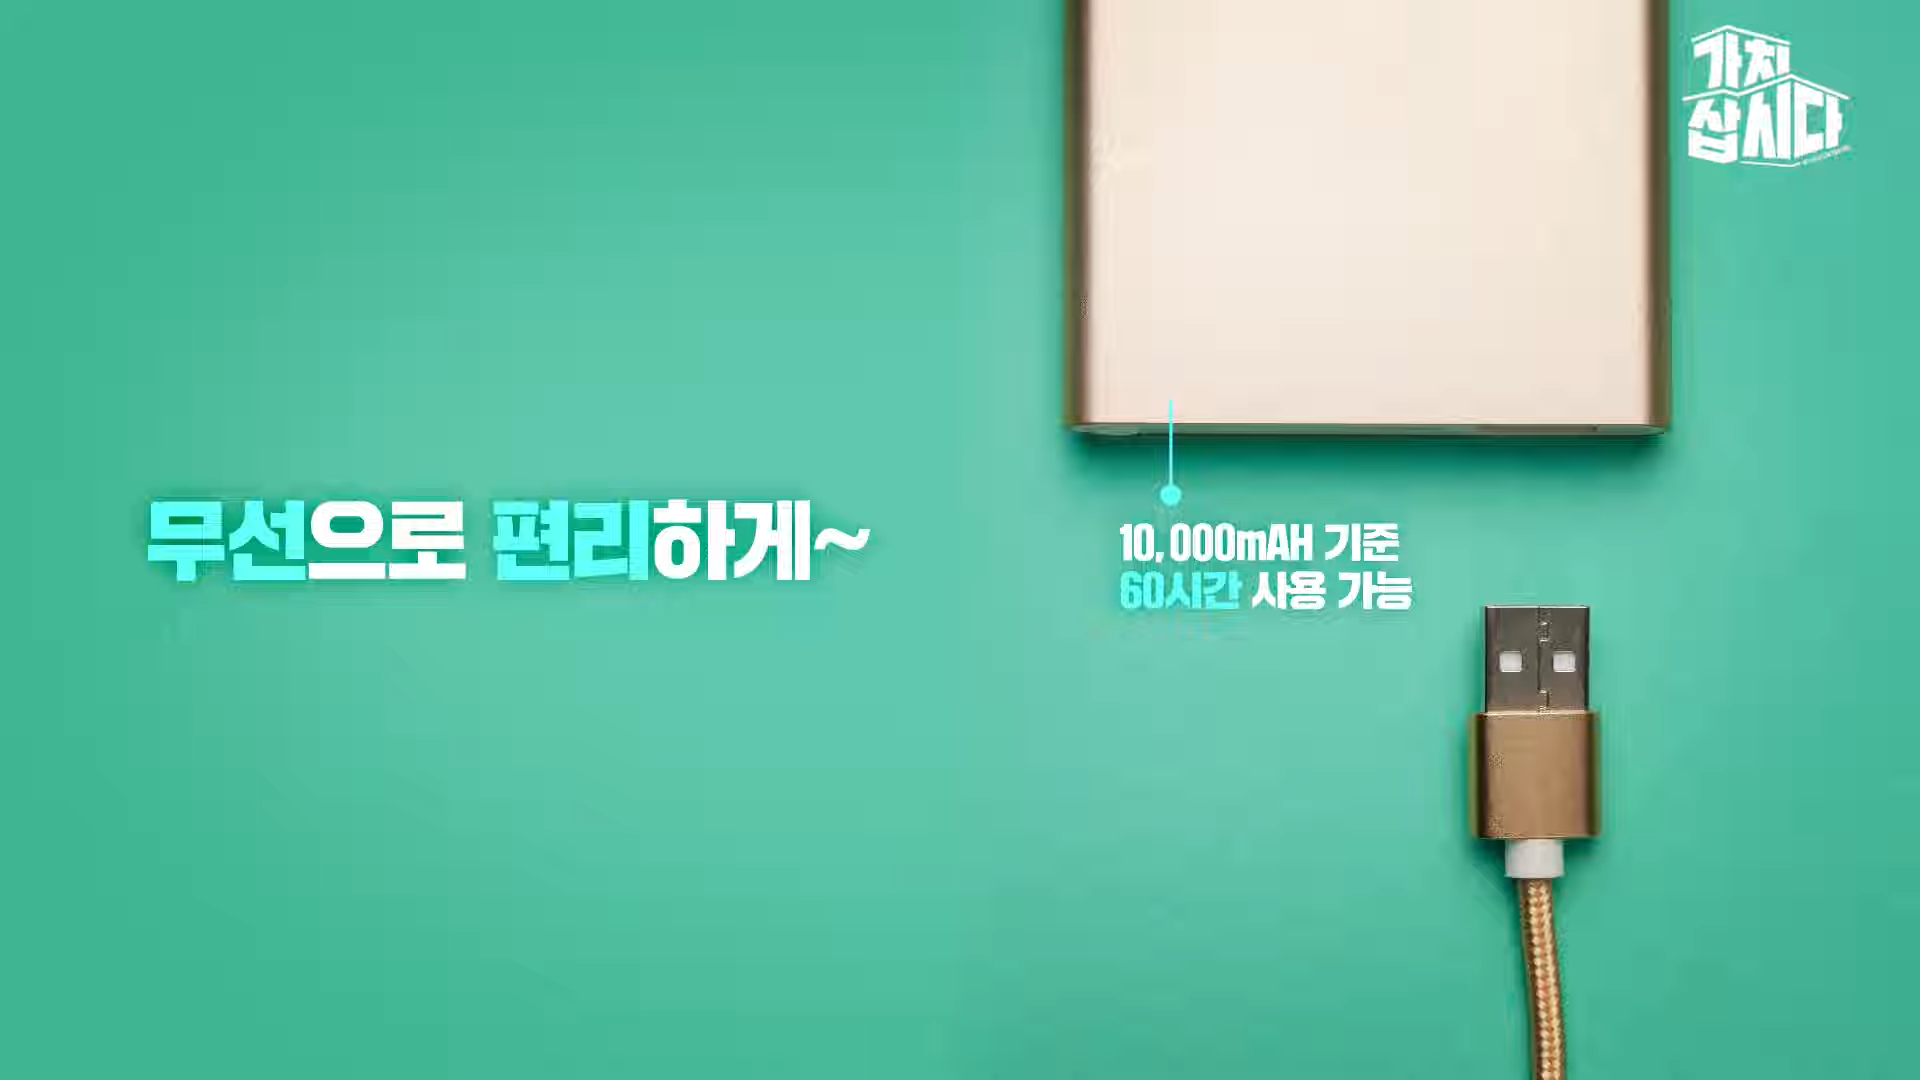 가치
삽시다
무선으로 편리하게~
10,000mAH 기준
60시간 사용 가능